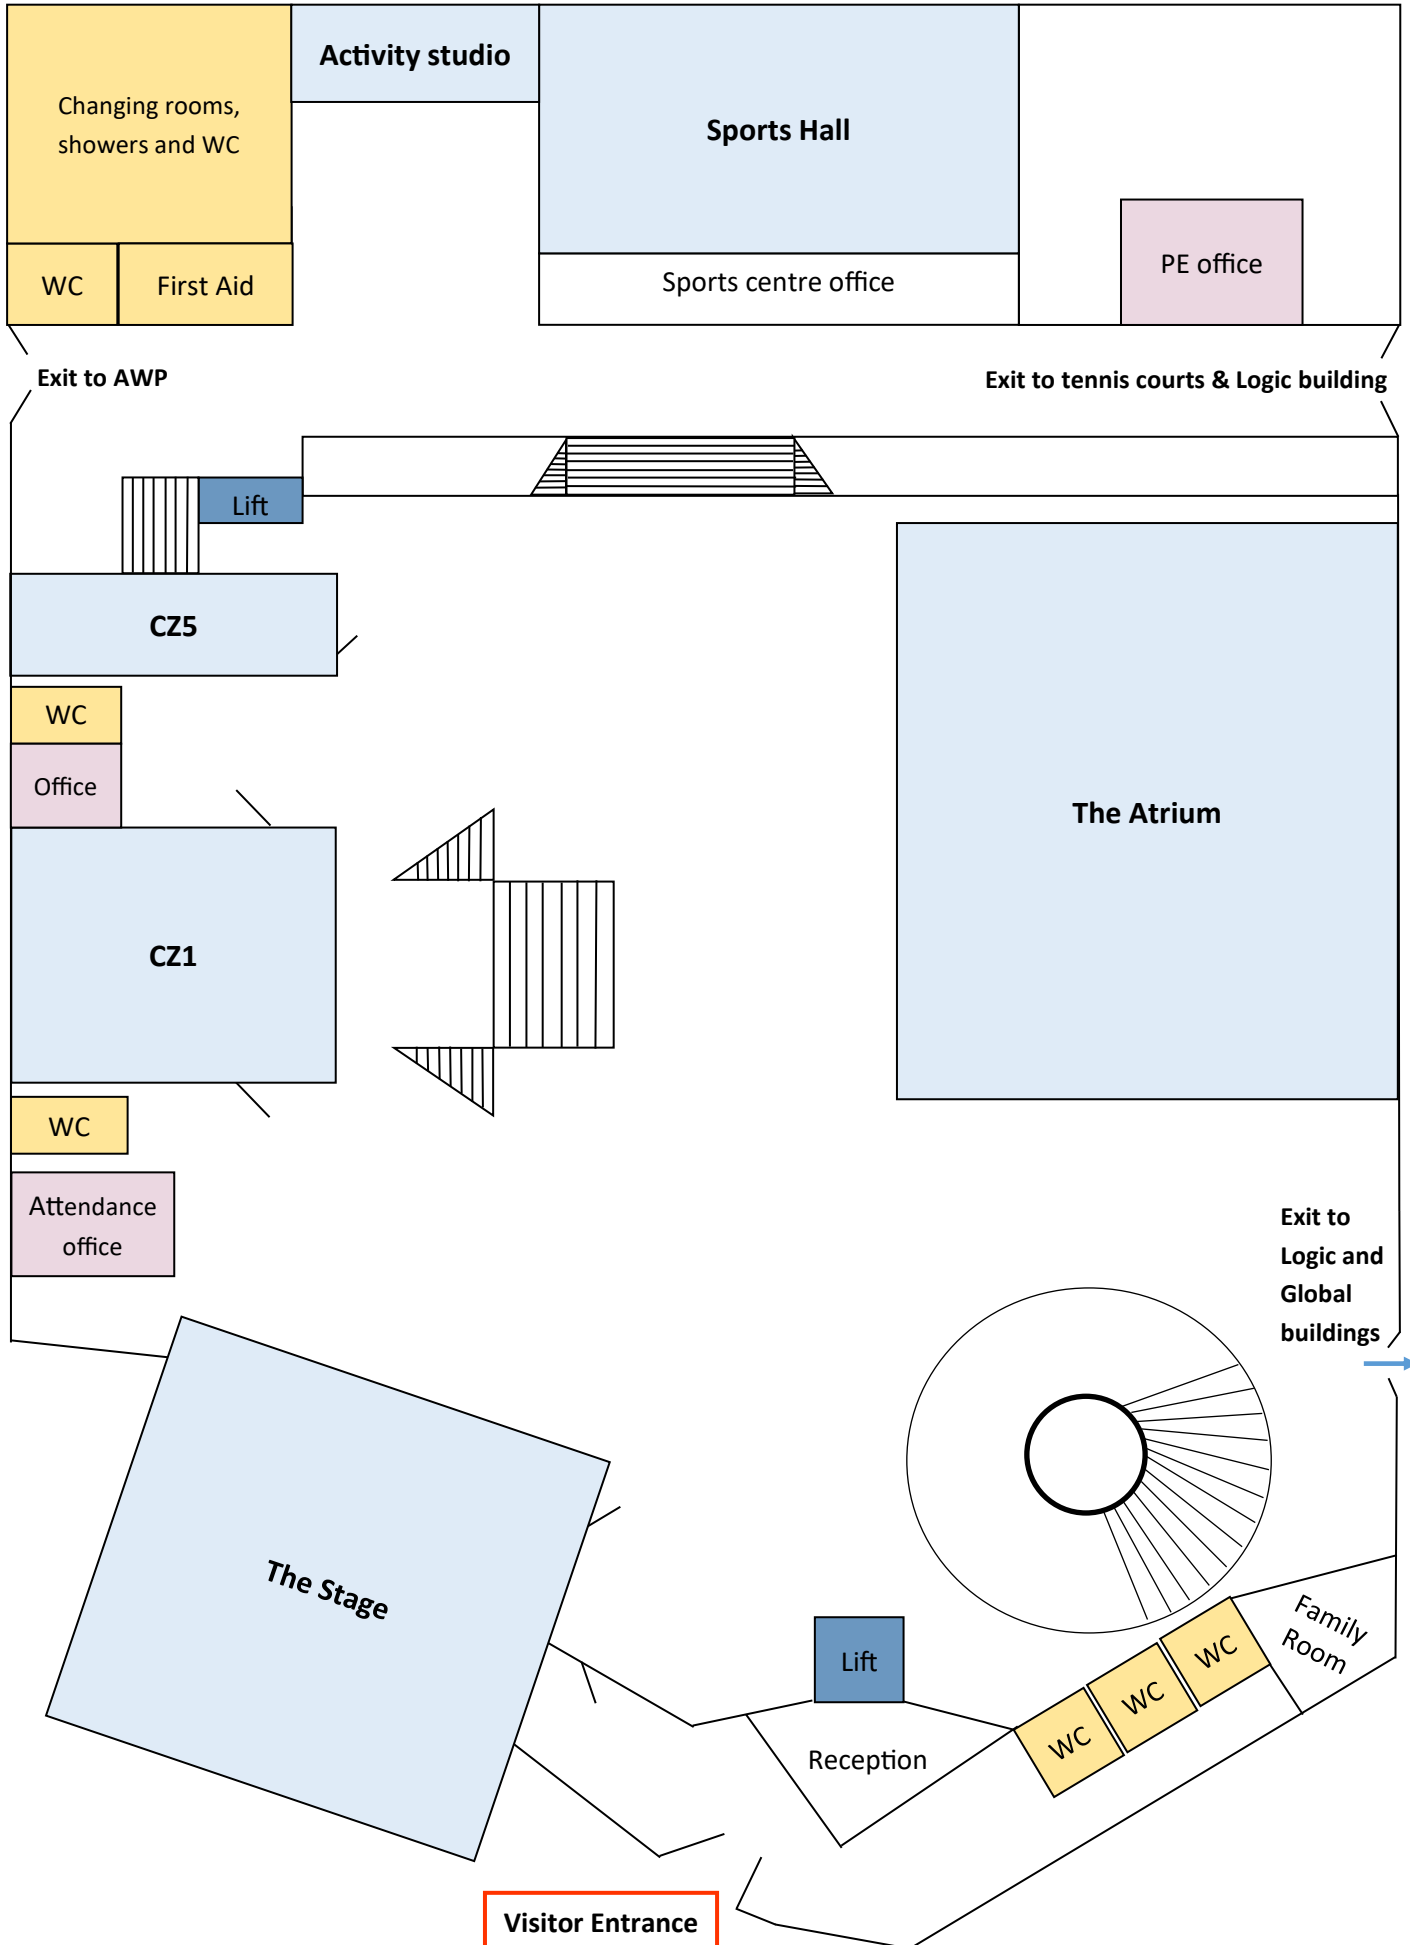 Activity studio
Changing rooms,
showers and WC
Sports Hall
WC
First Aid
Sports centre office
PE office
Exit to AWP
Exit to tennis courts & Logic building
Lift
CZ5
WC
Office
The Atrium
CZ1
WC
Attendance
office
Exit to
Logic and
Global
buildings
The Stage
Family
Room
Lift
WC
WC
WC
Reception
Visitor Entrance